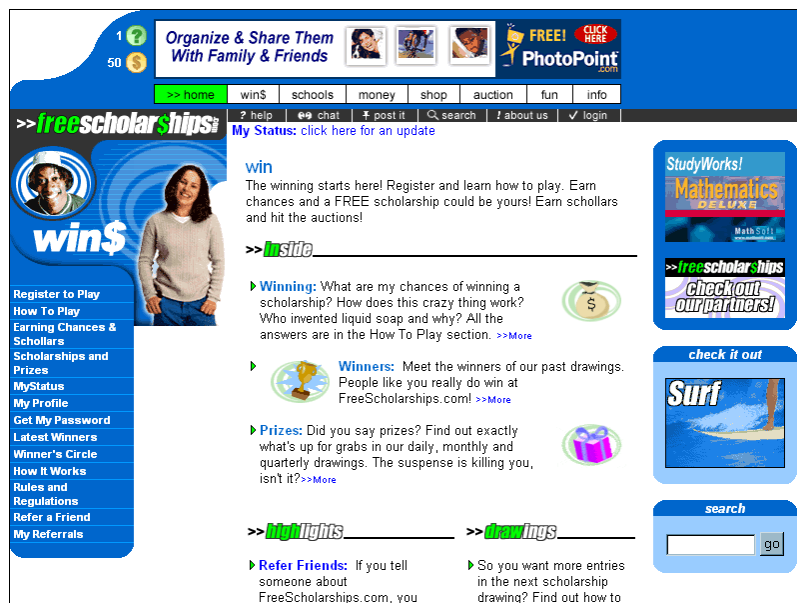 1 ?
50 $
Organize & Share Them
With Family & Friends
FREE! CLICK HERE
PhotoPoint
.com
>> home win$ schools money shop auction fun info
? help chat post it search ! about us login
>>freescholar$hips
My Status: click here for an update
win$
Register to Play
How To Play
Earning Chances &
Schollars
Scholarships and
Prizes
MyStatus
My Profile
Get My Password
Latest Winners
Winner's Circle
How It Works
Rules and
Regulations
Refer a Friend
My Referrals
win
The winning starts here! Register and learn how to play. Earn
chances and a FREE scholarship could be yours! Earn schollars
and hit the auctions!
>>inside
Winning: What are my chances of winning a
scholarship? How does this crazy thing work?
Who invented liquid soap and why? All the
answers are in the How To Play section. >>More
Winners: Meet the winners of our past drawings.
People like you really do win at
FreeScholarships.com! >>More
Prizes: Did you say prizes? Find out exactly
what's up for grabs in our daily, monthly and
quarterly drawings. The suspense is killing you,
isn't it?>>More
>>highlights
Refer Friends: If you tell
someone about
FreeScholarships.com, you
>>drawings
So you want more entries
in the next scholarship
drawing? Find out how to
StudyWorks!
Mathematics
DELUXE
MathSoft
>>freescholar$hips
check out
our partners!
check it out
Surf
search
go